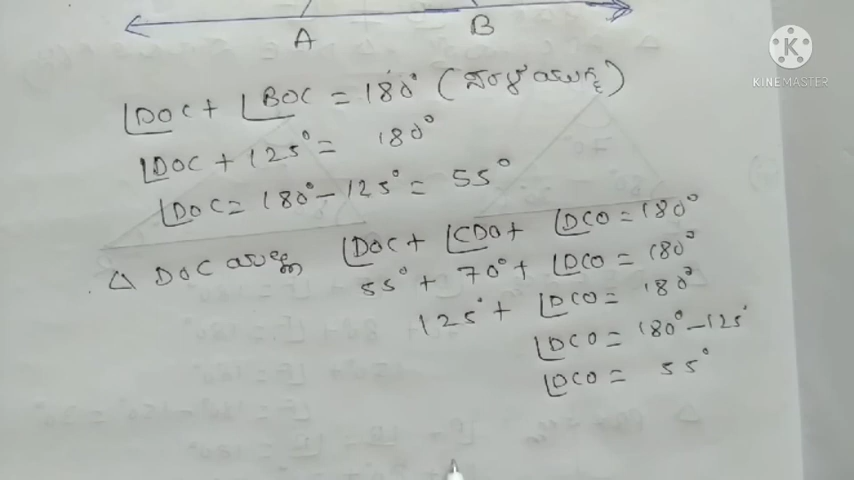 A B
K
KINEMASTER
∠DOC + ∠BOC = 180° (ಸರಳಯುಗ್ಮ)
∠DOC + 125° = 180°
∠DOC = 180° - 125° = 55°
△ DOC ∠DOC + ∠CDO + ∠DCO = 180°
55° + 70° + ∠DCO = 180°
125° + ∠DCO = 180°
∠DCO = 180° - 125°
∠DCO = 55°